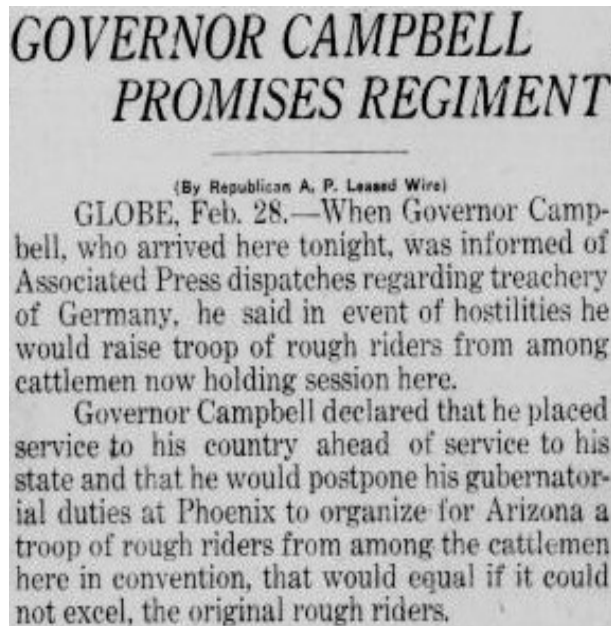 GOVERNOR CAMPBELL
PROMISES REGIMENT
(By Republican A. P. Leased Wire)
GLOBE, Feb. 28.—When Governor Camp-
bell, who arrived here tonight, was informed of
Associated Press dispatches regarding treachery
of Germany, he said in event of hostilities he
would raise troop of rough riders from among
cattlemen now holding session here.
Governor Campbell declared that he placed
service to his country ahead of service to his
state and that he would postpone his gubernator-
ial duties at Phoenix to organize for Arizona a
troop of rough riders from among the cattlemen
here in convention, that would equal if it could
not excel, the original rough riders.